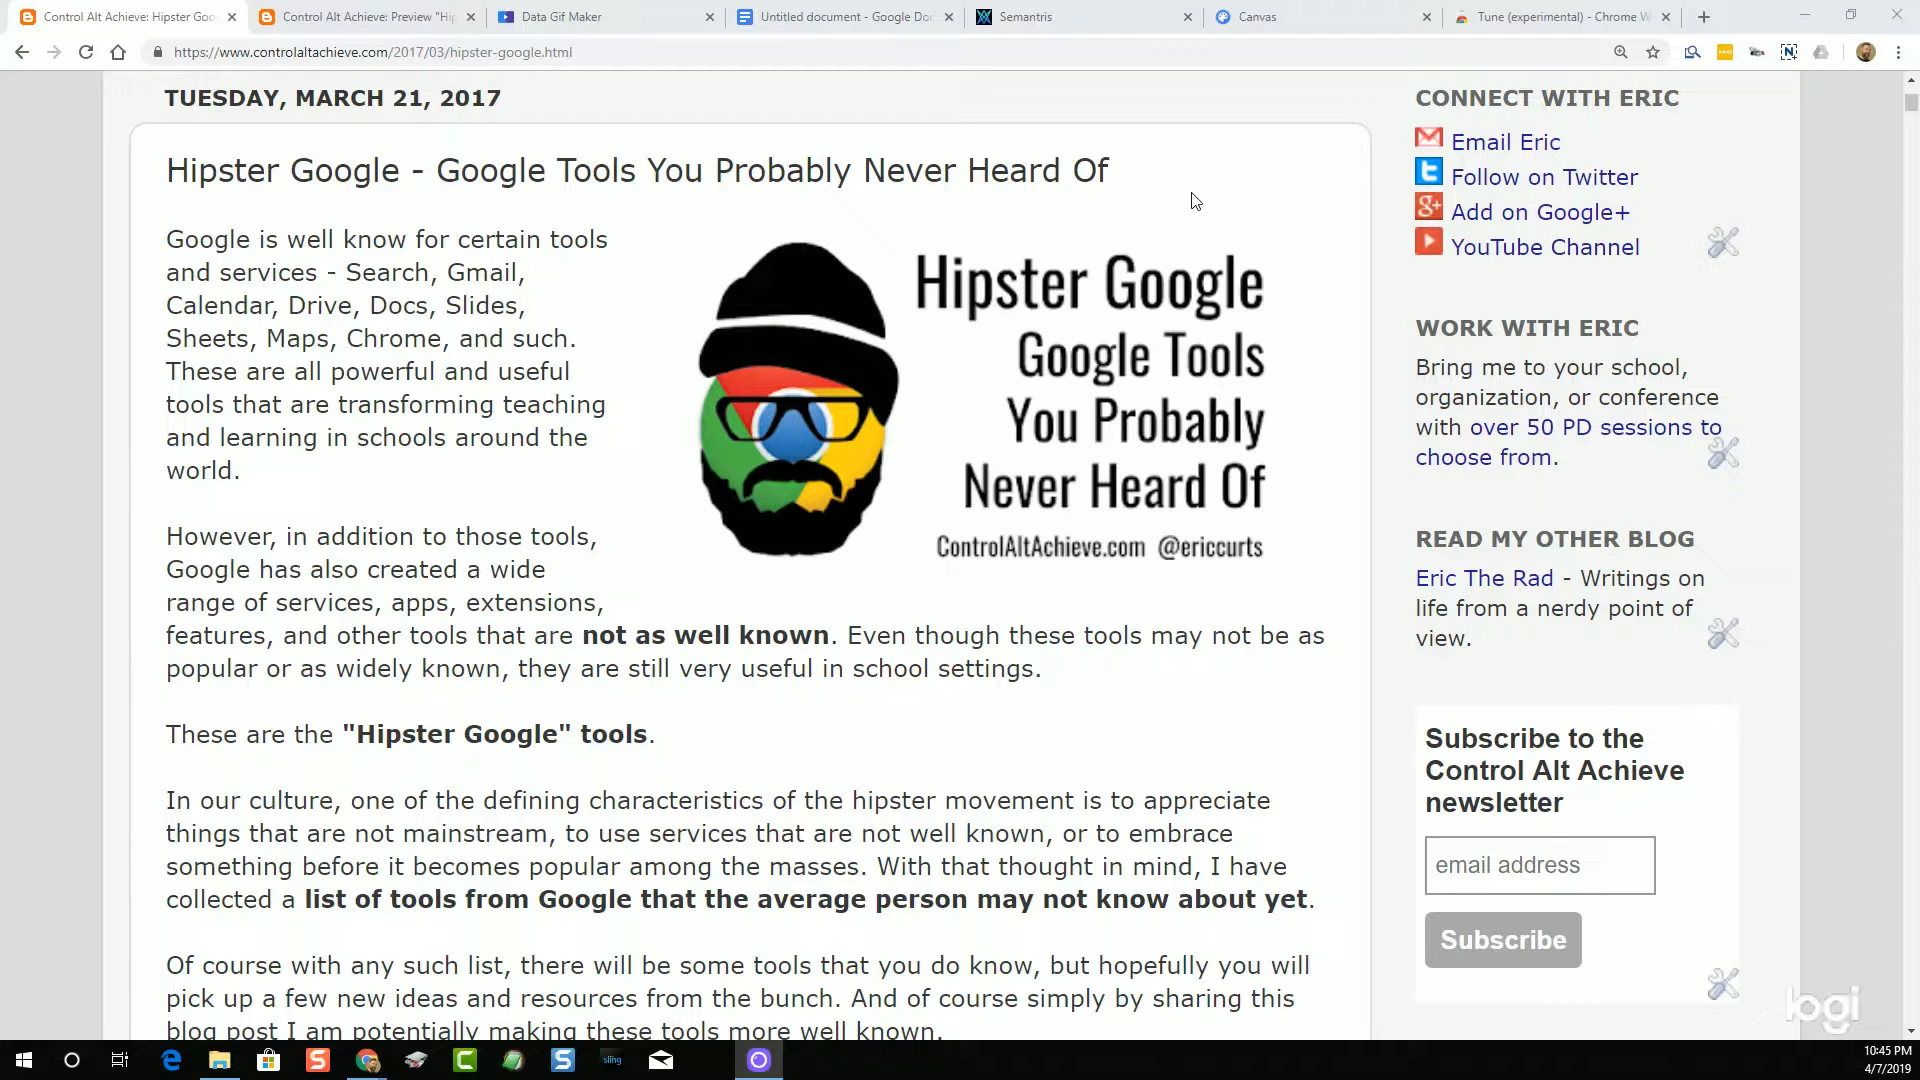 Control Alt Achieve: Hipster Goo
Control Alt Achieve: Preview "Hip
Data Gif Maker
Untitled document - Google Doc
Semantris
Canvas
Tune (experimental) - Chrome W
https://www.controlaltachieve.com/2017/03/hipster-google.html
TUESDAY, MARCH 21, 2017
Hipster Google - Google Tools You Probably Never Heard Of
Google is well know for certain tools
and services - Search, Gmail,
Calendar, Drive, Docs, Slides,
Sheets, Maps, Chrome, and such.
These are all powerful and useful
tools that are transforming teaching
and learning in schools around the
world.
Hipster Google
Google Tools
You Probably
Never Heard Of
ControlAltAchieve.com @ericcurts
However, in addition to those tools,
Google has also created a wide
range of services, apps, extensions,
features, and other tools that are not as well known. Even though these tools may not be as
popular or as widely known, they are still very useful in school settings.
These are the "Hipster Google" tools.
In our culture, one of the defining characteristics of the hipster movement is to appreciate
things that are not mainstream, to use services that are not well known, or to embrace
something before it becomes popular among the masses. With that thought in mind, I have
collected a list of tools from Google that the average person may not know about yet.
Of course with any such list, there will be some tools that you do know, but hopefully you will
pick up a few new ideas and resources from the bunch. And of course simply by sharing this
blog post I am potentially making these tools more well known.
CONNECT WITH ERIC
Email Eric
Follow on Twitter
Add on Google+
YouTube Channel
WORK WITH ERIC
Bring me to your school,
organization, or conference
with over 50 PD sessions to
choose from.
READ MY OTHER BLOG
Eric The Rad - Writings on
life from a nerdy point of
view.
Subscribe to the
Control Alt Achieve
newsletter
email address
Subscribe
logi
sling
10:45 PM
4/7/2019